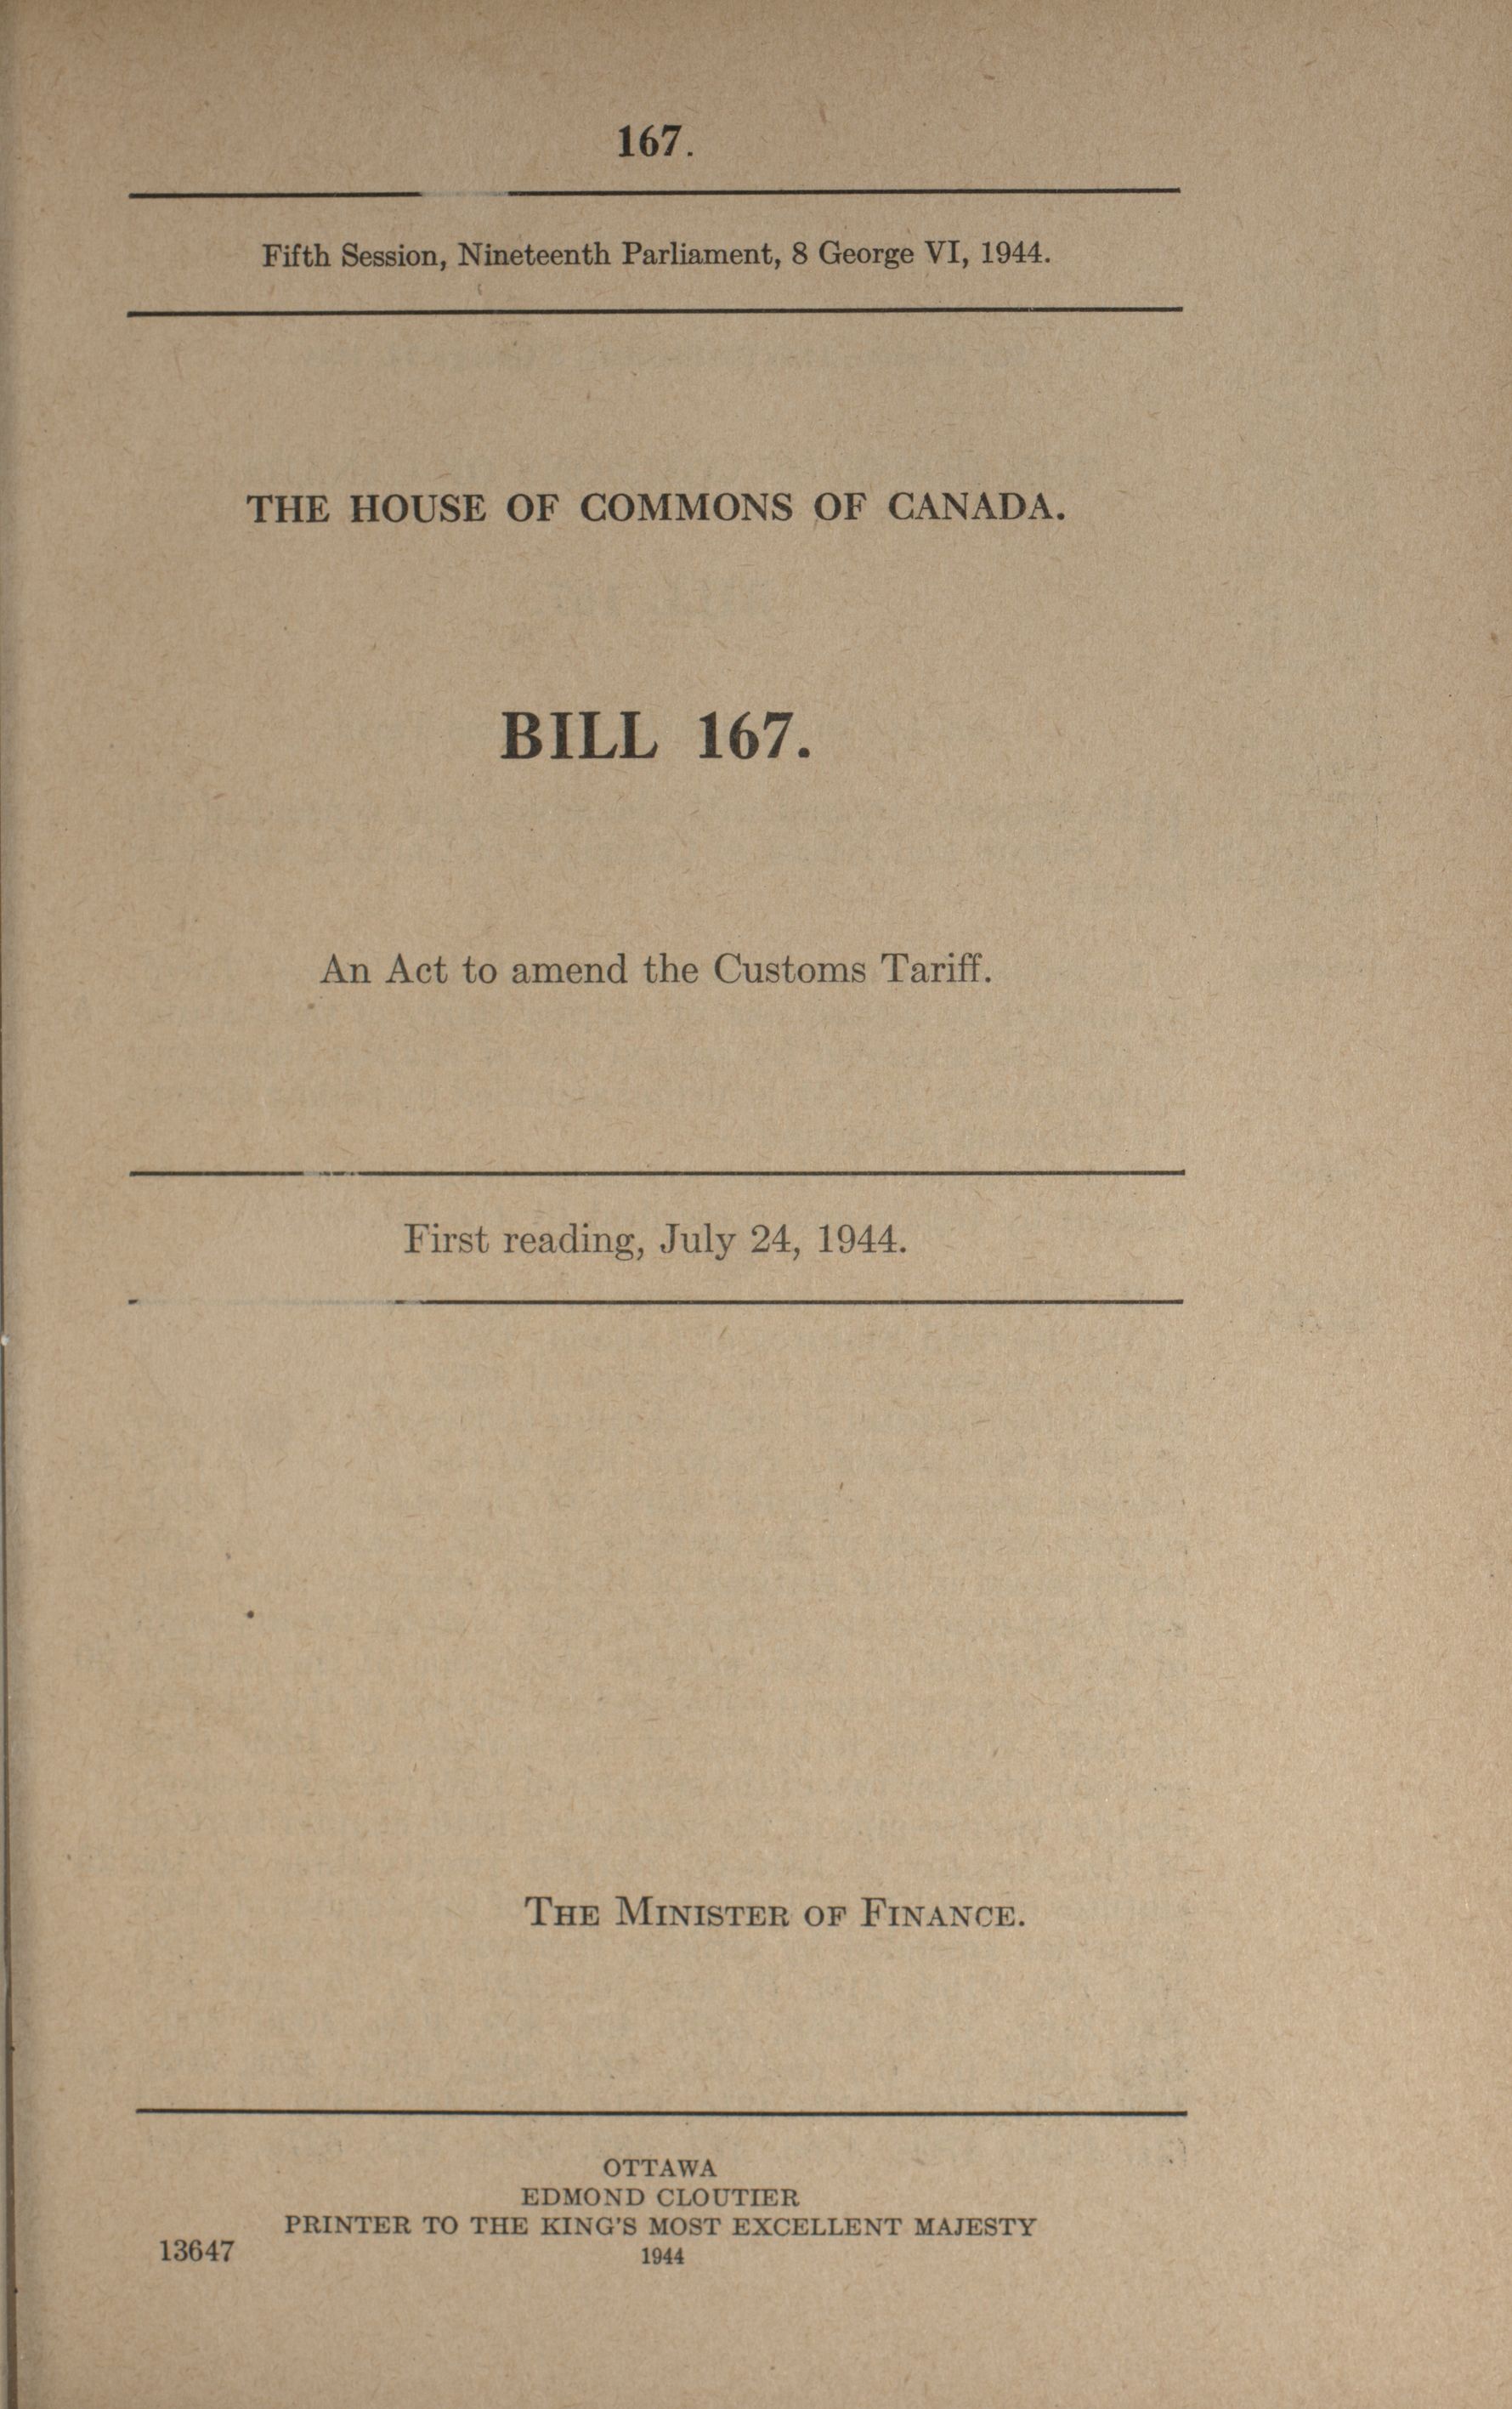 167.
Fifth Session, Nineteenth Parliament, 8 George VI, 1944.
THE HOUSE OF COMMONS OF CANADA.
BILL 167.
An Act to amend the Customs Tariff.
First reading, July 24, 1944.
THE MINISTER OF FINANCE.
OTTAWA
EDMOND CLOUTIER
PRINTER TO THE KING'S MOST EXCELLENT MAJESTY
13647 1944